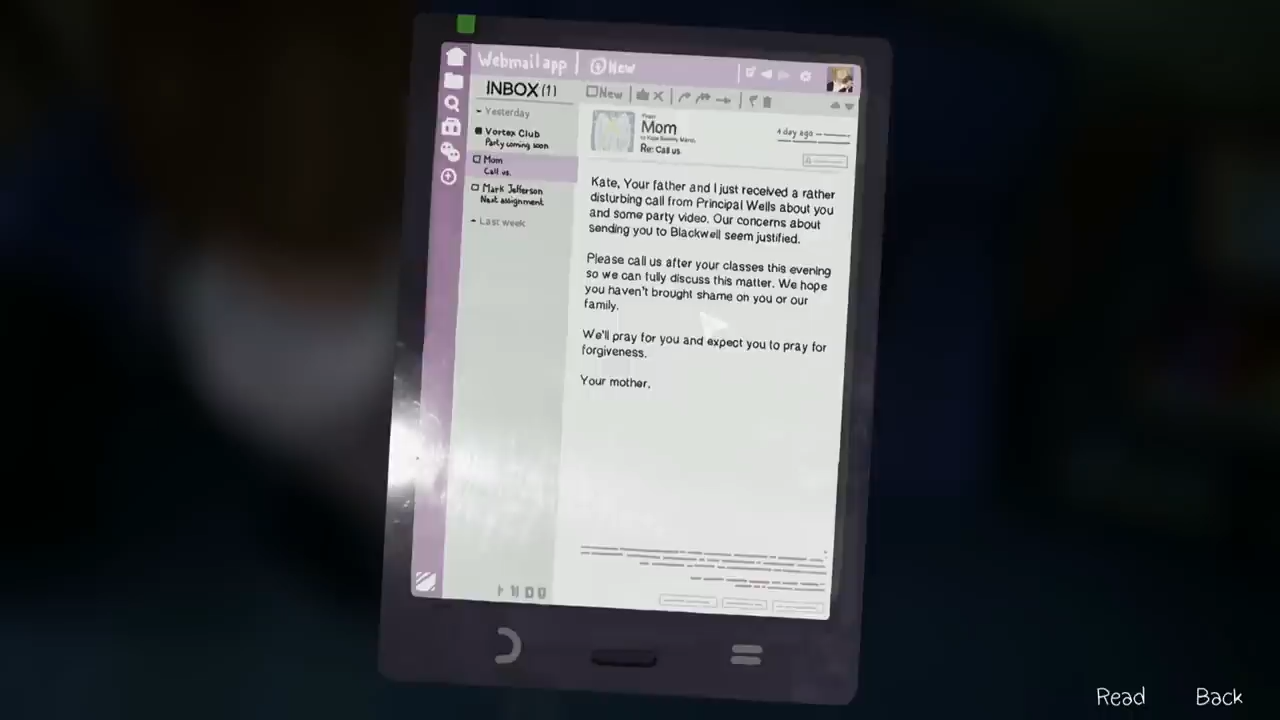 Webmail app | + New
INBOX (1)
New
Yesterday
Vortex Club
Party coming soon
Mom
Call us.
Mark Jefferson
Next assignment
Last week
From
Mom
Re: Call us.
4 day ago
Kate, Your father and I just received a rather
disturbing call from Principal Wells about you
and some party video. Our concerns about
sending you to Blackwell seem justified.
Please call us after your classes this evening
so we can fully discuss this matter. We hope
you haven't brought shame on you or our
family.
We'll pray for you and expect you to pray for
forgiveness.
Your mother.
Read
Back